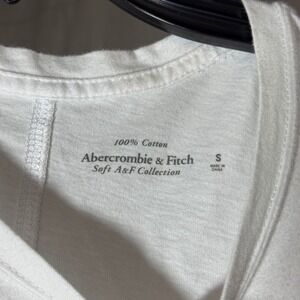 100% Cotton
Abercrombie & Fitch
Soft A&F Collection
S
MADE IN
CHINA